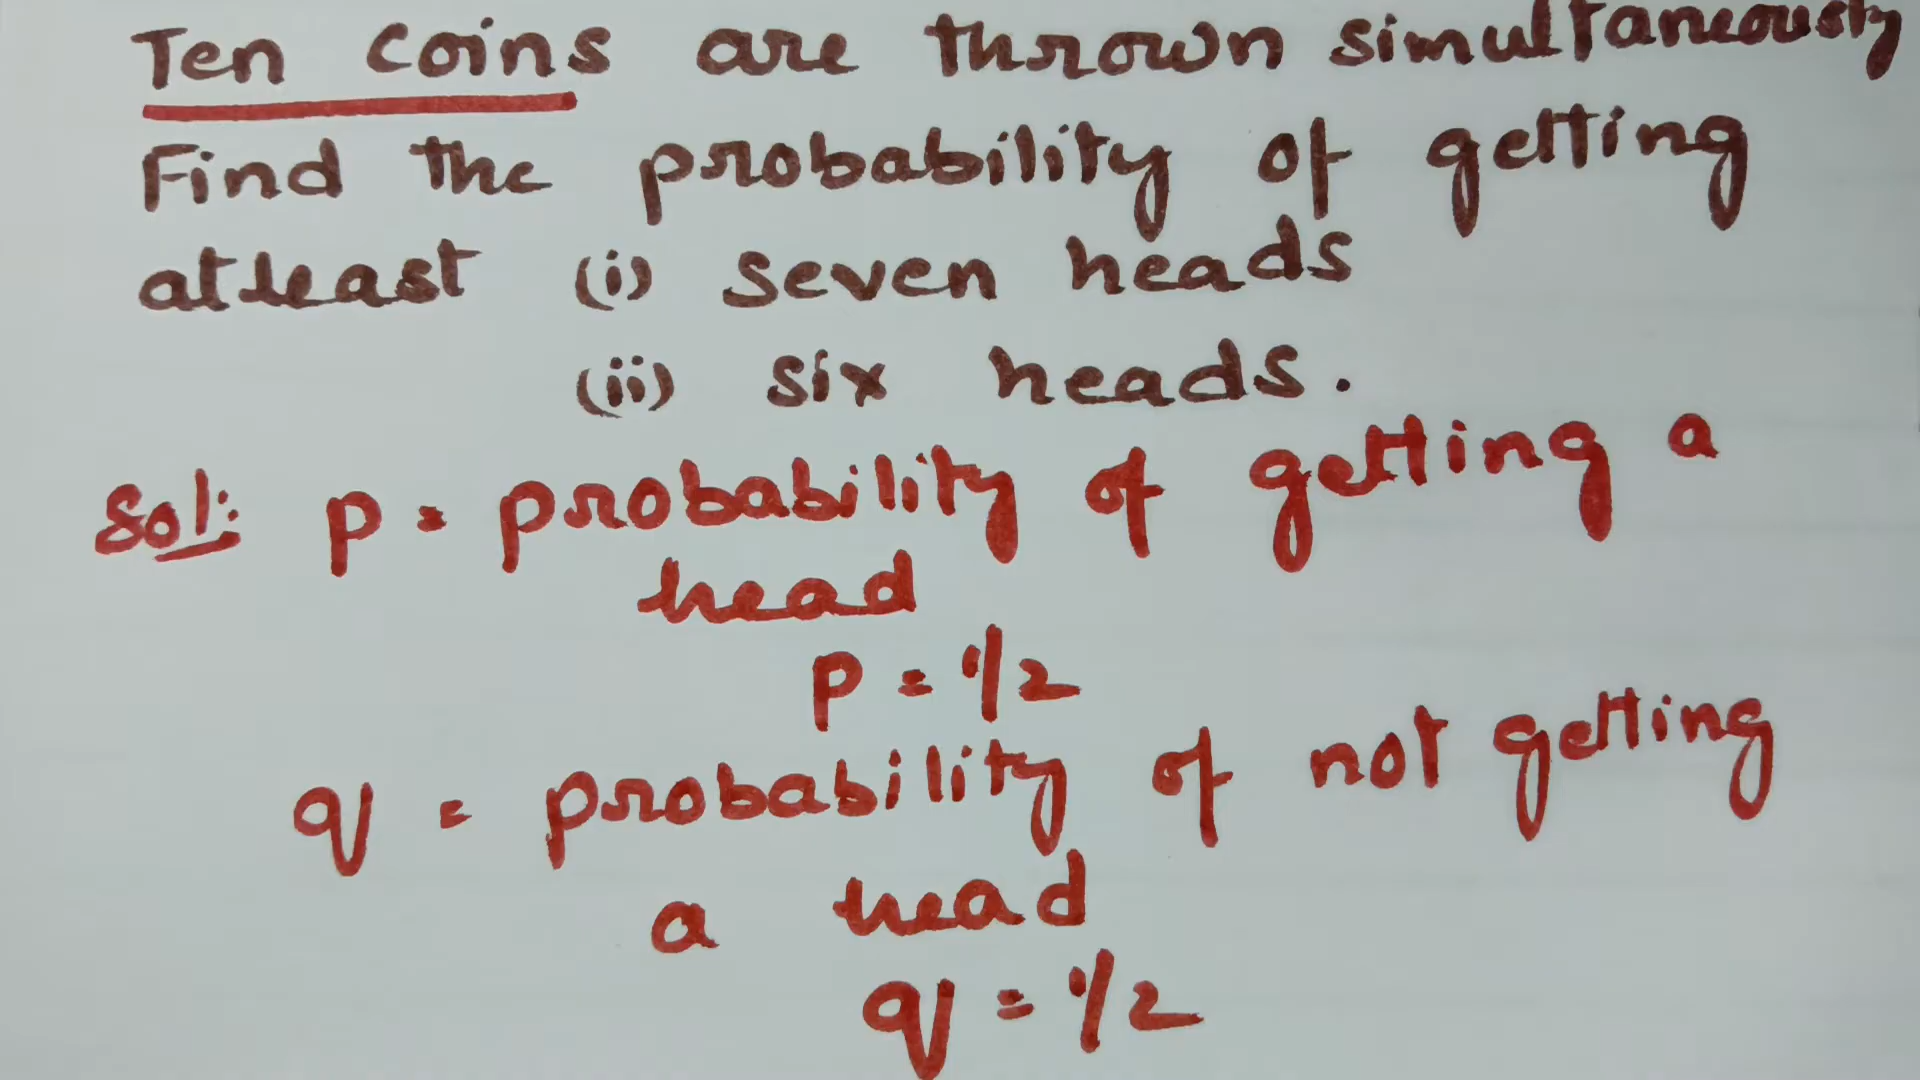 Ten coins are thrown simultaneously
Find the probability of getting
atleast (i) seven heads
(ii) six heads.
Sol: p = probability of getting a
head
p = 1/2
q = probability of not getting
a head
q = 1/2